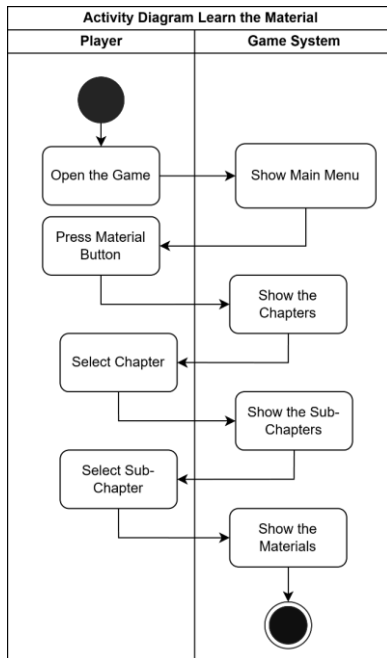 Activity Diagram Learn the Material
Player
Game System
Open the Game
Show Main Menu
Press Material
Button
Show the
Chapters
Select Chapter
Show the Sub-
Chapters
Select Sub-
Chapter
Show the
Materials